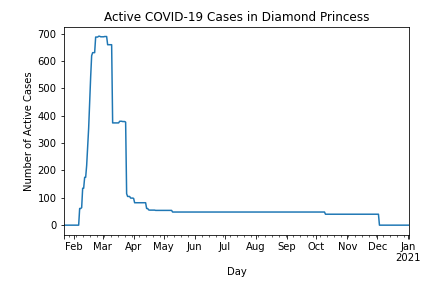 Active COVID-19 Cases in Diamond Princess
700
600
500
400
300
200
100
0
Number of Active Cases
Feb Mar Apr May Jun Jul Aug Sep Oct Nov Dec Jan
2021
Day